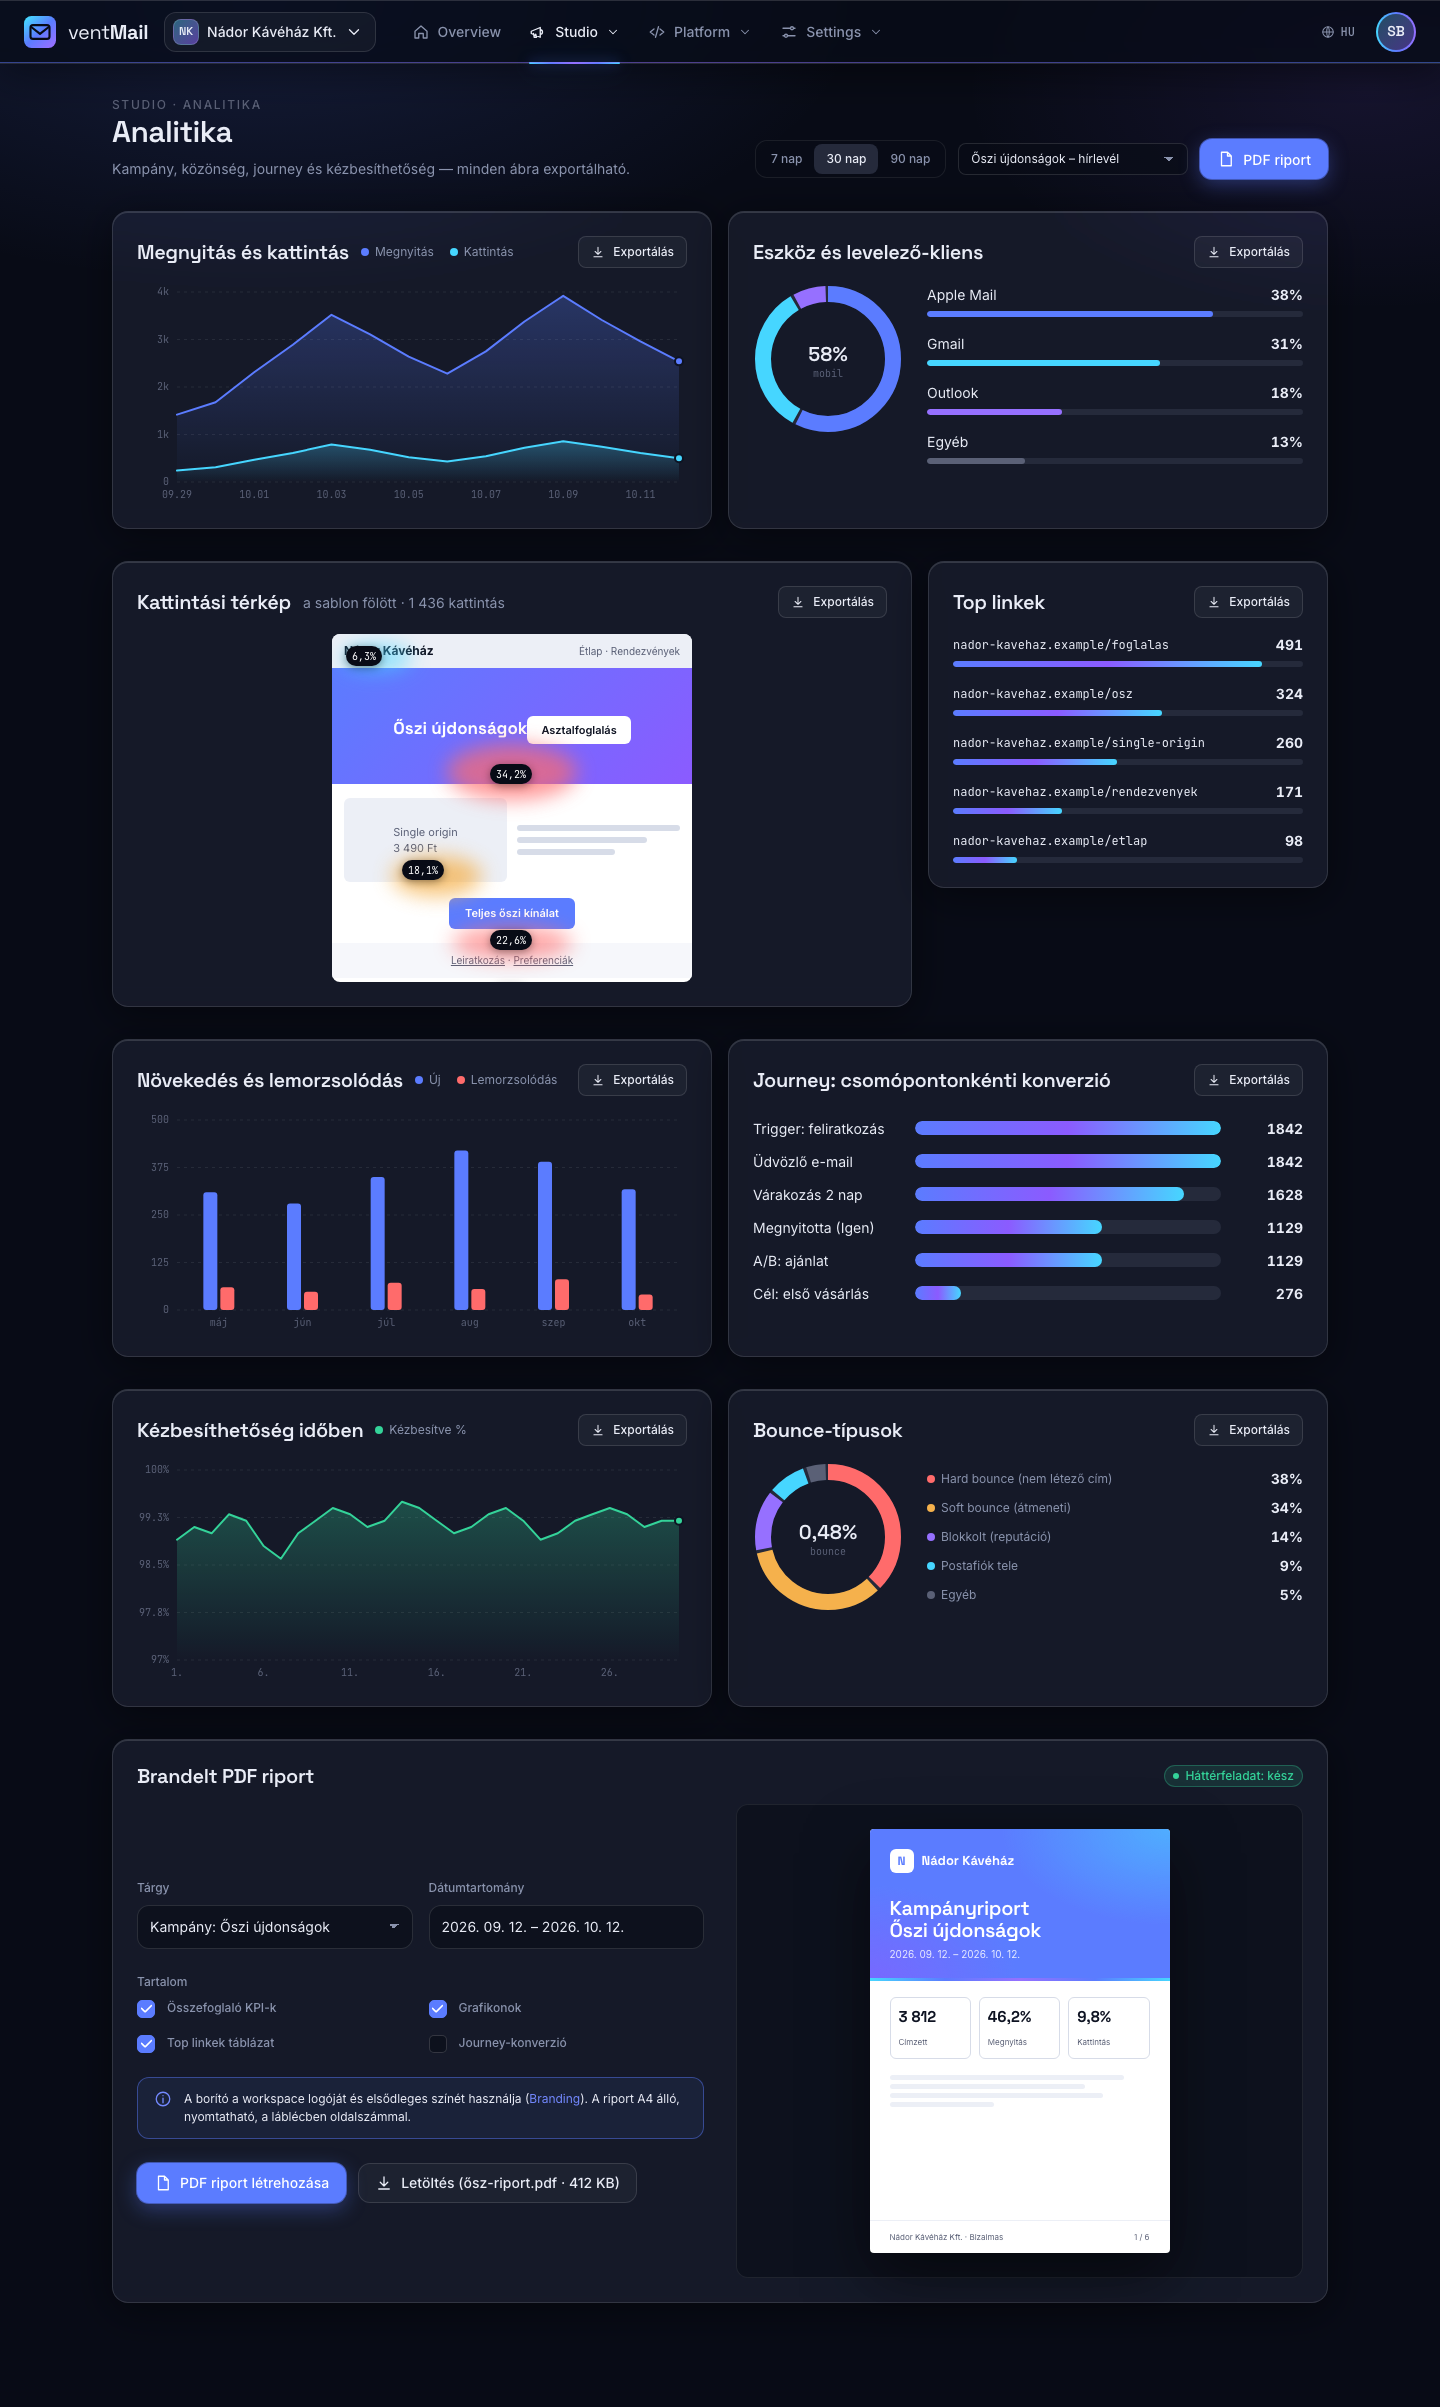 ventMail
NK Nádor Kávéház Kft.
Overview
Studio
Platform
Settings
HU
SB
STUDIO · ANALITIKA
Analitika
Kampány, közönség, journey és kézbesíthetőség — minden ábra exportálható.
7 nap
30 nap
90 nap
Őszi újdonságok – hírlevél
PDF riport
Megnyitás és kattintás
Megnyitás
Kattintás
Exportálás
4k
3k
2k
1k
0
09.29 10.01 10.03 10.05 10.07 10.09 10.11
Eszköz és levelező-kliens
Exportálás
58%
mobil
Apple Mail 38%
Gmail 31%
Outlook 18%
Egyéb 13%
Kattintási térkép
a sablon fölött · 1 436 kattintás
Exportálás
Kávéház
6,3%
Étlap · Rendezvények
Őszi újdonságok
Asztalfoglalás
34,2%
Single origin
3 490 Ft
18,1%
Teljes őszi kínálat
22,6%
Leiratkozás · Preferenciák
Top linkek
Exportálás
nador-kavehaz.example/foglalas 491
nador-kavehaz.example/osz 324
nador-kavehaz.example/single-origin 260
nador-kavehaz.example/rendezvenyek 171
nador-kavehaz.example/etlap 98
Növekedés és lemorzsolódás
Új
Lemorzsolódás
Exportálás
500
375
250
125
0
máj jún júl aug szep okt
Journey: csomópontonkénti konverzió
Exportálás
Trigger: feliratkozás 1842
Üdvözlő e-mail 1842
Várakozás 2 nap 1628
Megnyitotta (Igen) 1129
A/B: ajánlat 1129
Cél: első vásárlás 276
Kézbesíthetőség időben
Kézbesítve %
Exportálás
100%
99.3%
98.5%
97.8%
97%
1. 6. 11. 16. 21. 26.
Bounce-típusok
Exportálás
0,48%
bounce
Hard bounce (nem létező cím) 38%
Soft bounce (átmeneti) 34%
Blokkolt (reputáció) 14%
Postafiók tele 9%
Egyéb 5%
Brandelt PDF riport
Háttérfeladat: kész
Tárgy
Kampány: Őszi újdonságok
Dátumtartomány
2026. 09. 12. – 2026. 10. 12.
Tartalom
Összefoglaló KPI-k
Grafikonok
Top linkek táblázat
Journey-konverzió
A borító a workspace logóját és elsődleges színét használja (Branding). A riport A4 álló,
nyomtatható, a láblécben oldalszámmal.
PDF riport létrehozása
Letöltés (ősz-riport.pdf · 412 KB)
N Nádor Kávéház
Kampányriport
Őszi újdonságok
2026. 09. 12. – 2026. 10. 12.
3 812 46,2% 9,8%
Címzett Megnyitás Kattintás
Nádor Kávéház Kft. · Bizalmas 1 / 6